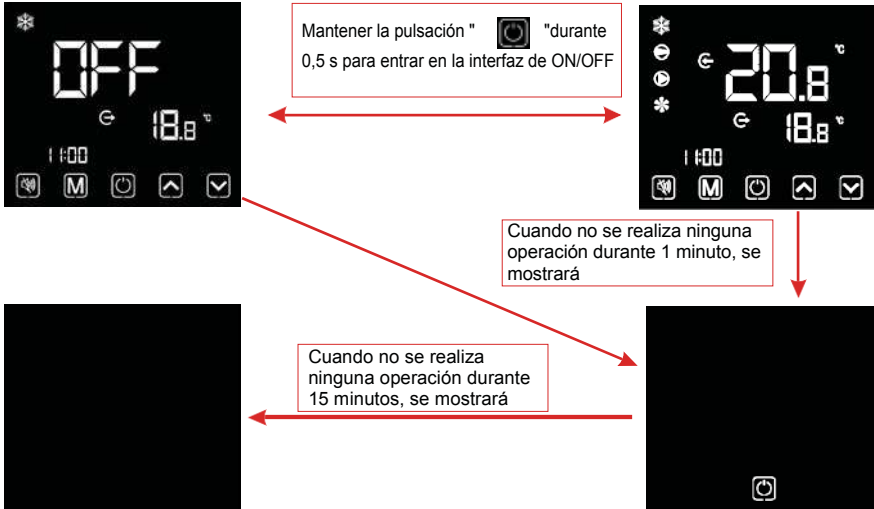 OFF
18.8 °C
11:00
M
Mantener la pulsación " "durante
0,5 s para entrar en la interfaz de ON/OFF
20.8 °C
18.8 °C
11:00
M
Cuando no se realiza ninguna
operación durante 1 minuto, se
mostrará
Cuando no se realiza
ninguna operación durante
15 minutos, se mostrará